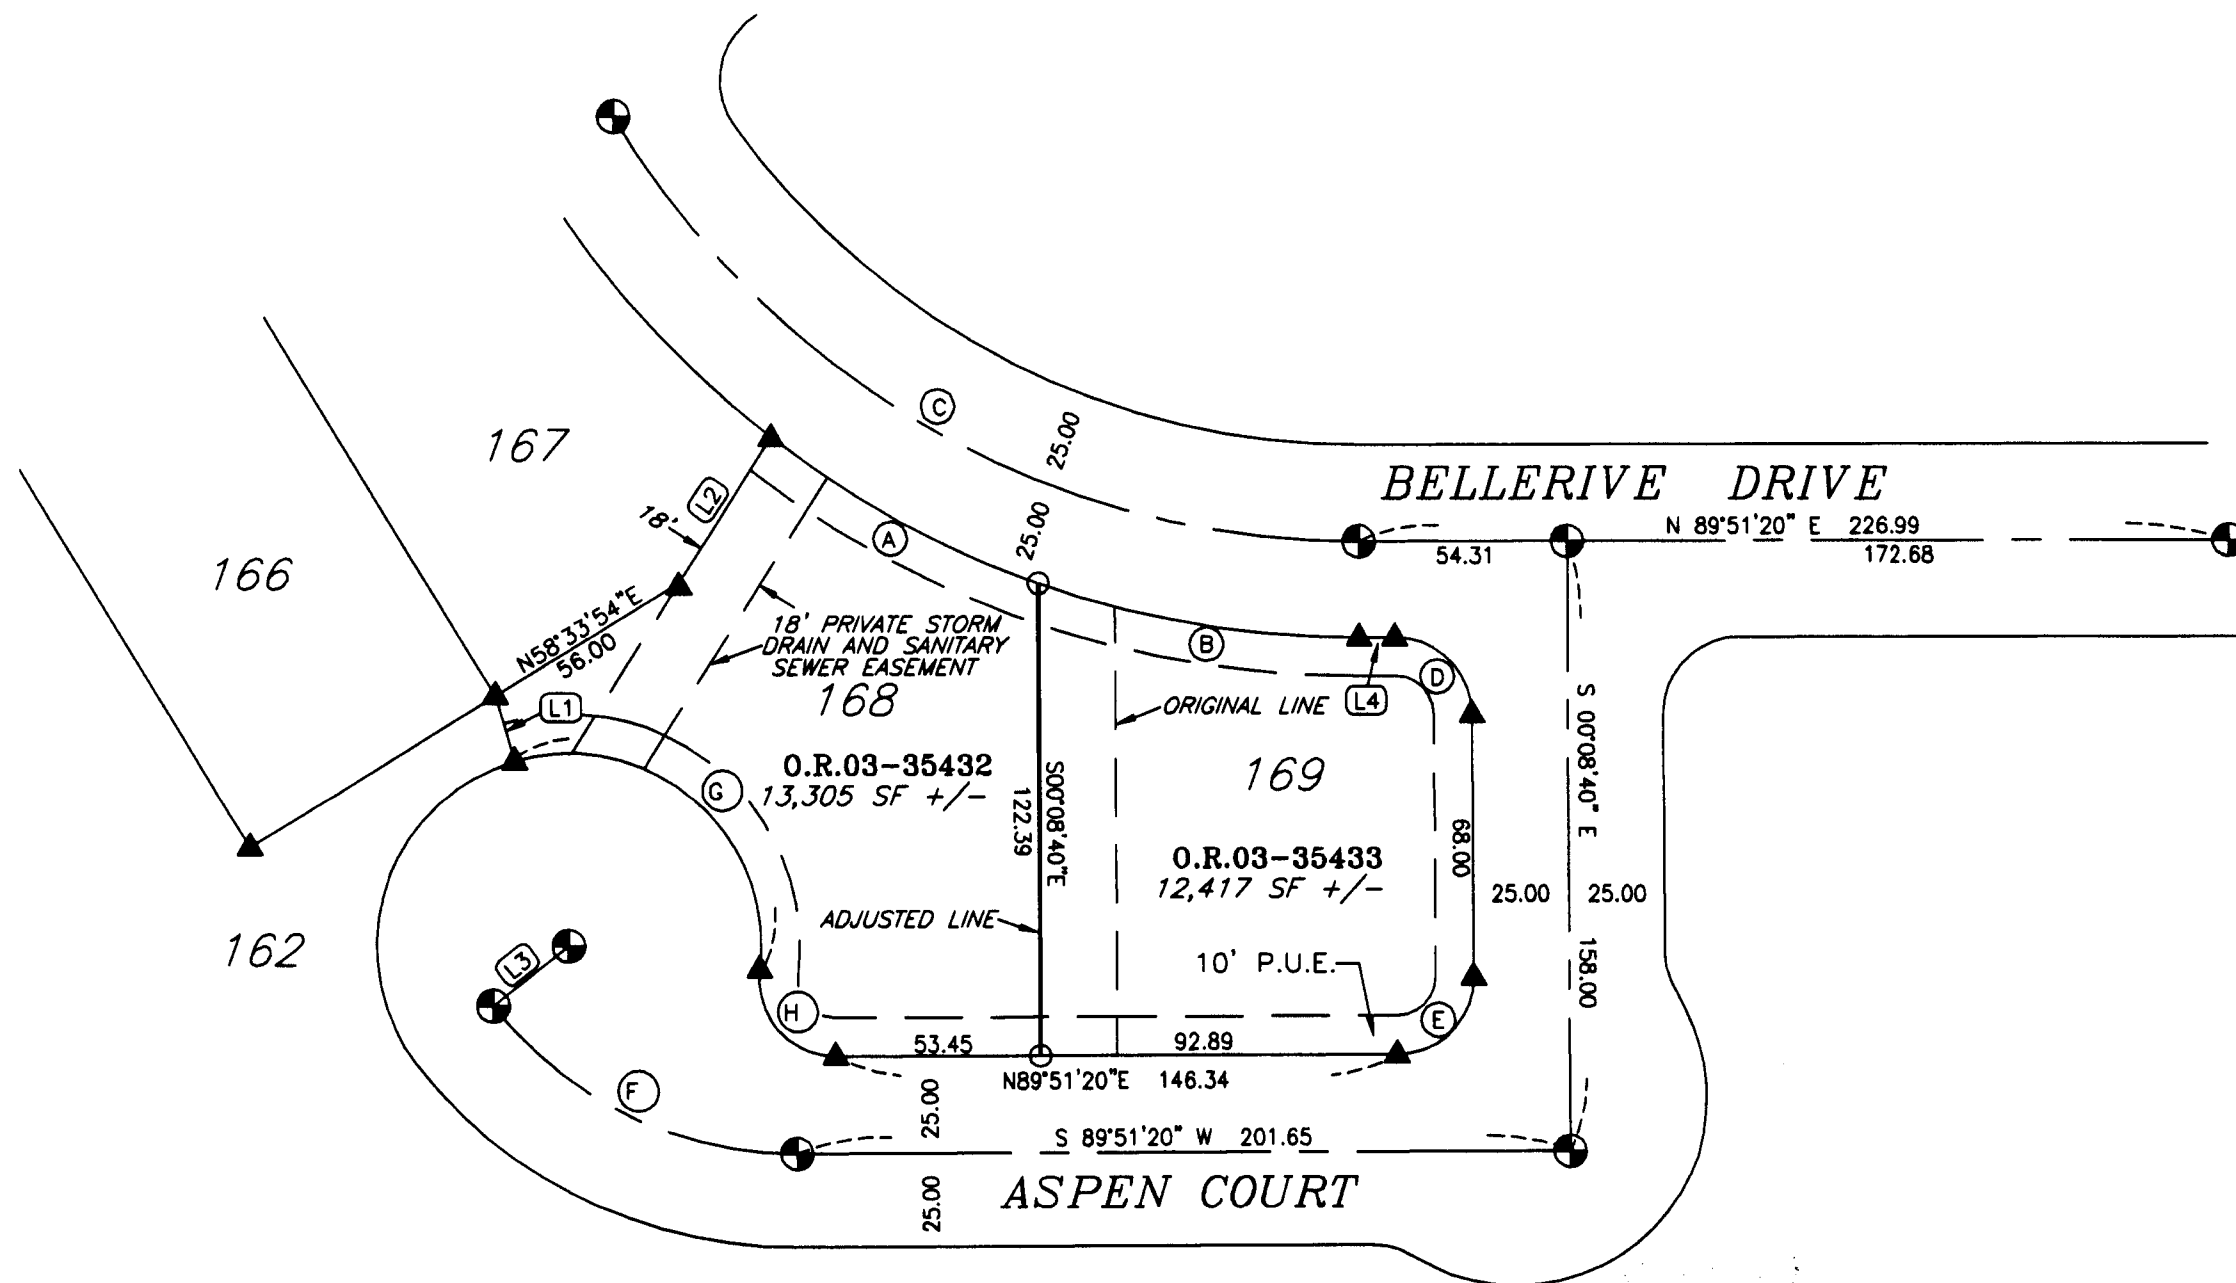 C
25.00
167
L2
18'
BELLERIVE DRIVE
N 89°51'20" E 226.99
54.31
172.68
A
25.00
166
N58°33'54"E
56.00
18' PRIVATE STORM
DRAIN AND SANITARY
SEWER EASEMENT
B
D
L4
L1
168
ORIGINAL LINE
S 00°08'40" E
158.00
G
O.R.03-35432
13,305 SF +/-
S00°08'40"E
122.39
169
68.00
O.R.03-35433
12,417 SF +/-
25.00
25.00
ADJUSTED LINE
162
L3
10' P.U.E.
H
E
53.45
92.89
N89°51'20"E 146.34
F
25.00
S 89°51'20" W 201.65
25.00
ASPEN COURT